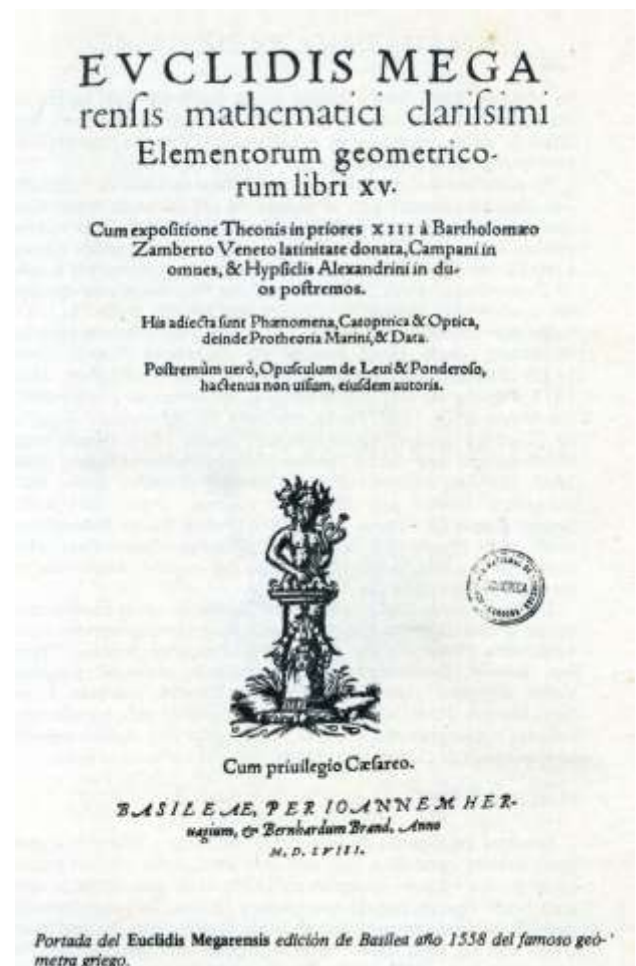 EVCLIDIS MEGA
renſis mathematici clariſsimi
Elementorum geometrico-
rum libri XV.
Cum expoſitione Theonis in priores XIII à Bartholomæo
Zamberto Veneto latinitate donata, Campani in
omnes, & Hypſiclis Alexandrini in du-
os poſtremos.
His adiecta ſunt Phænomena, Catoptrica & Optica,
deinde Protheoria Marini, & Data.
Poſtremùm uerò, Opuſculum de Leui & Ponderoſo,
hactenus non uiſum, eiuſdem autoris.
Cum priuilegio Cæſareo.
BASILEAE, PER IOANNEM HER-
uagium, & Bernhardum Brand, Anno
M. D. LVIII.
Portada del Euclidis Megarensis edición de Basilea año 1558 del famoso geó-
metra griego.